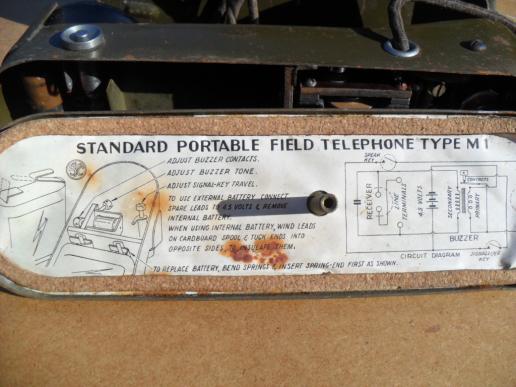 STANDARD PORTABLE FIELD TELEPHONE TYPE M1
ADJUST BUZZER CONTACTS.
ADJUST BUZZER TONE.
ADJUST SIGNAL-KEY TRAVEL.
TO USE EXTERNAL BATTERY, CONNECT
SPARE LEADS TO 4.5 VOLTS & REMOVE
INTERNAL BATTERY.
WHEN USING INTERNAL BATTERY, WIND LEADS
ON CARDBOARD SPOOL & TUCK ENDS INTO
OPPOSITE SIDES INSULATE THEM.
TO REPLACE BATTERY, BEND SPRINGS & INSERT SPRING-END FIRST AS SHOWN.
SPEAK
KEY
RECEIVER
LINE
TERMINALS
4.5 VOLTS
SECONDARY
PRIMARY
CONTACTS
BUZZER
CIRCUIT DIAGRAM
SIGNALLING
KEY